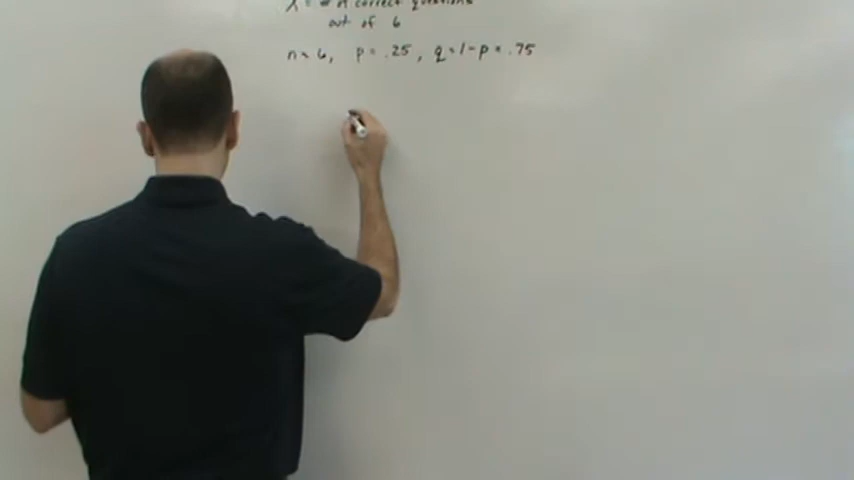 X = # of correct questions
out of 6
n = 6, p = .25, q = 1 - p = .75